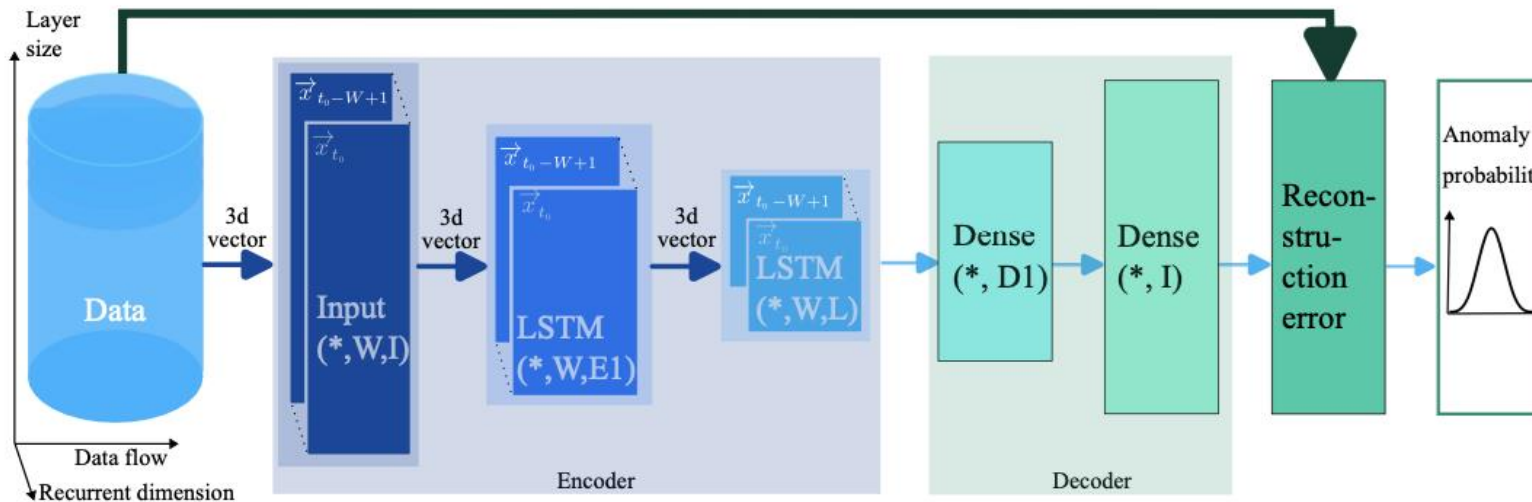 Layer
size
Data
3d
vector
x⃗ t₀−W+1
x⃗ t₀
Input
(*,W,I)
3d
vector
x⃗ t₀−W+1
x⃗ t₀
LSTM
(*,W,E1)
3d
vector
x⃗ t₀−W+1
x⃗ t₀
LSTM
(*,W,L)
Encoder
Dense
(*, D1)
Dense
(*, I)
Decoder
Recon-
stru-
ction
error
Anomaly
probabilit
Data flow
Recurrent dimension